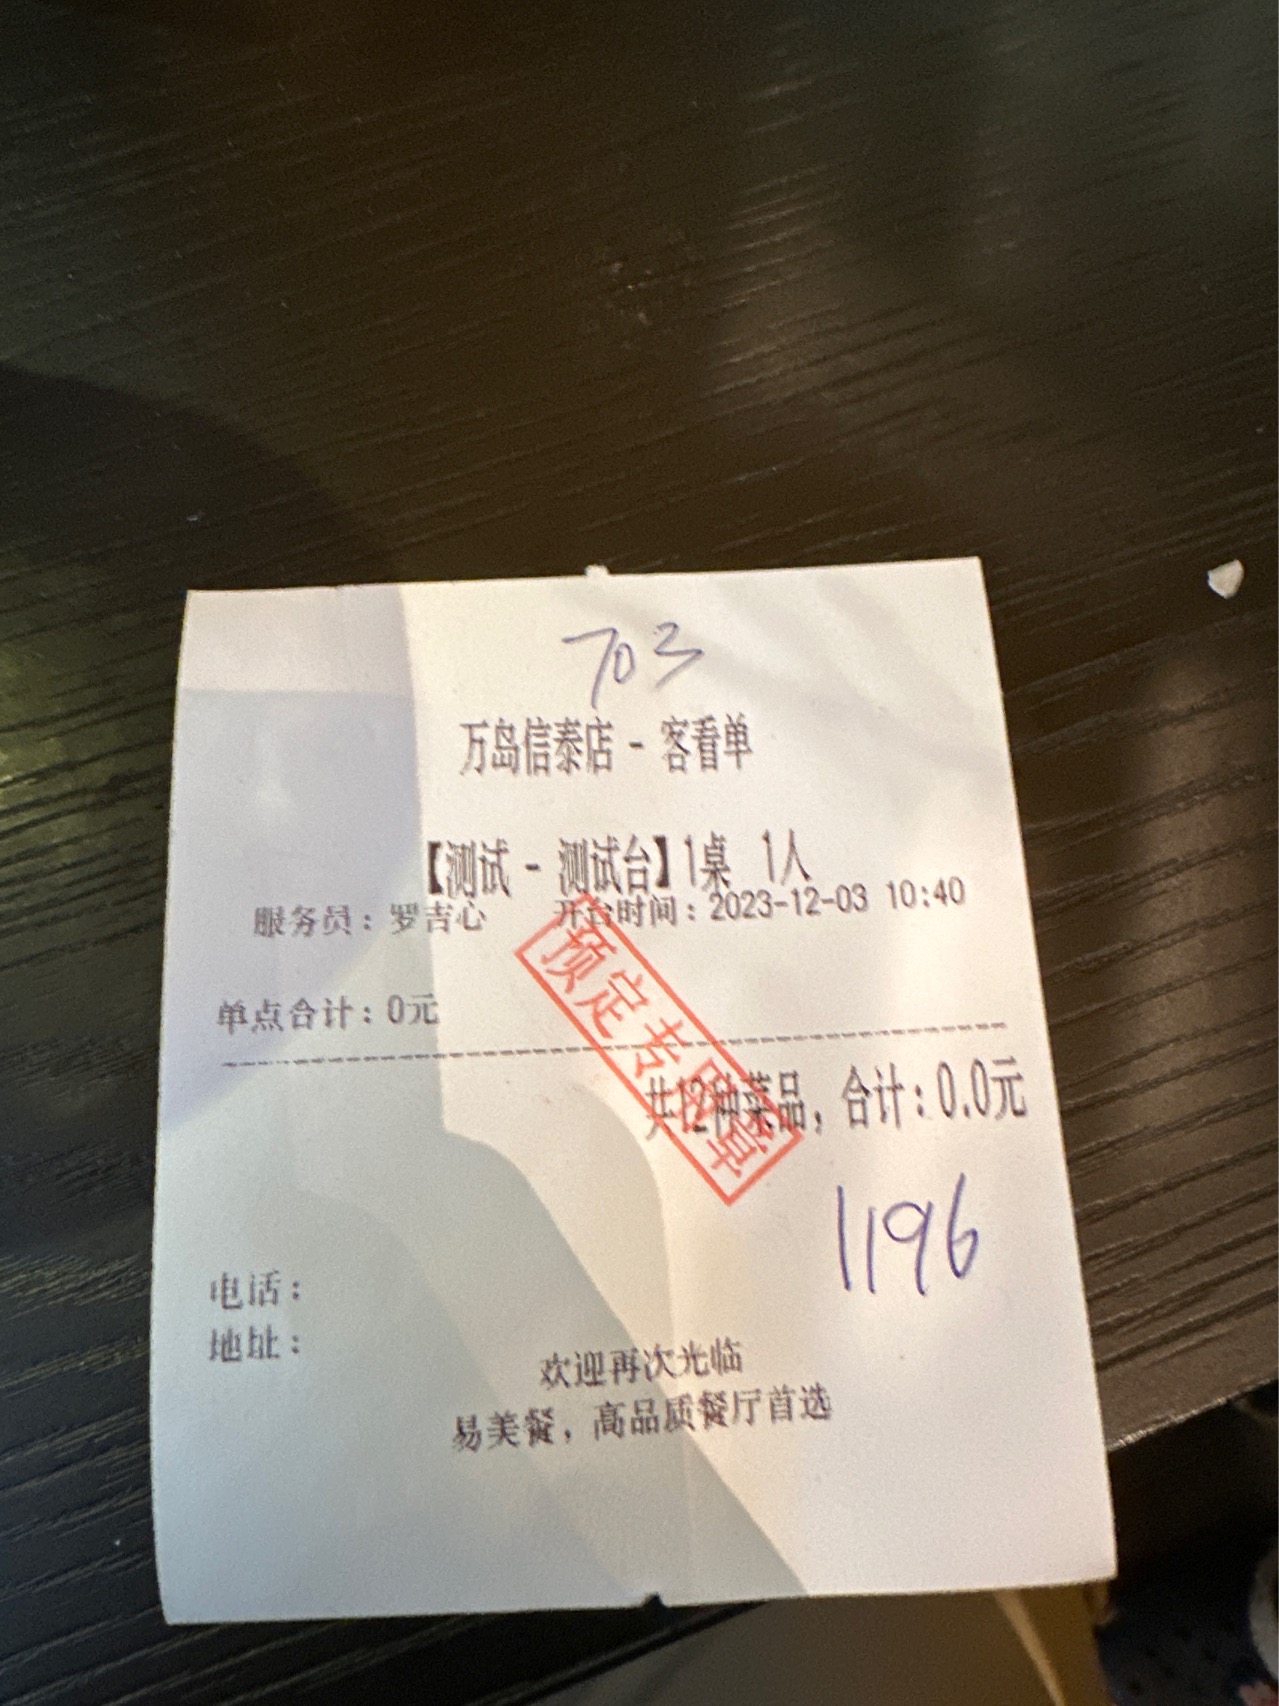 703
万岛信泰店 - 客看单
【测试 - 测试台】1桌 1人
服务员：罗吉心 开台时间：2023-12-03 10:40
单点合计：0元
预定专用章
共12种菜品，合计：0.0元
1196
电话：
地址：
欢迎再次光临
易美餐，高品质餐厅首选